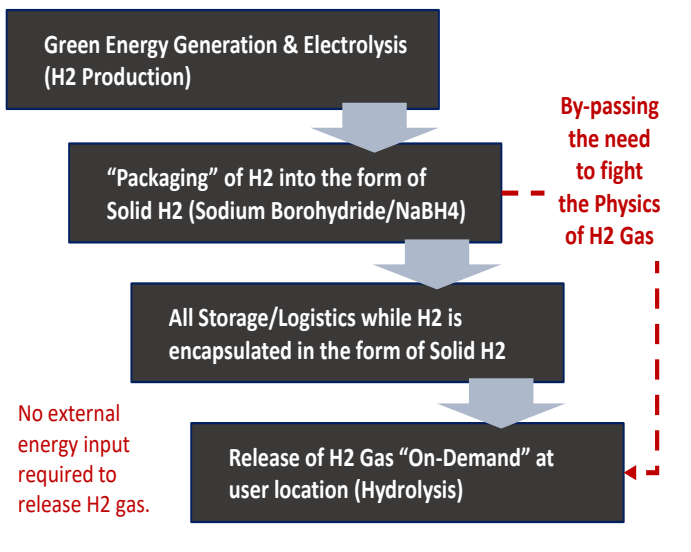 Green Energy Generation & Electrolysis
(H2 Production)
By-passing
the need
to fight
the Physics
of H2 Gas
“Packaging” of H2 into the form of
Solid H2 (Sodium Borohydride/NaBH4)
All Storage/Logistics while H2 is
encapsulated in the form of Solid H2
No external
energy input
required to
release H2 gas.
Release of H2 Gas “On-Demand” at
user location (Hydrolysis)